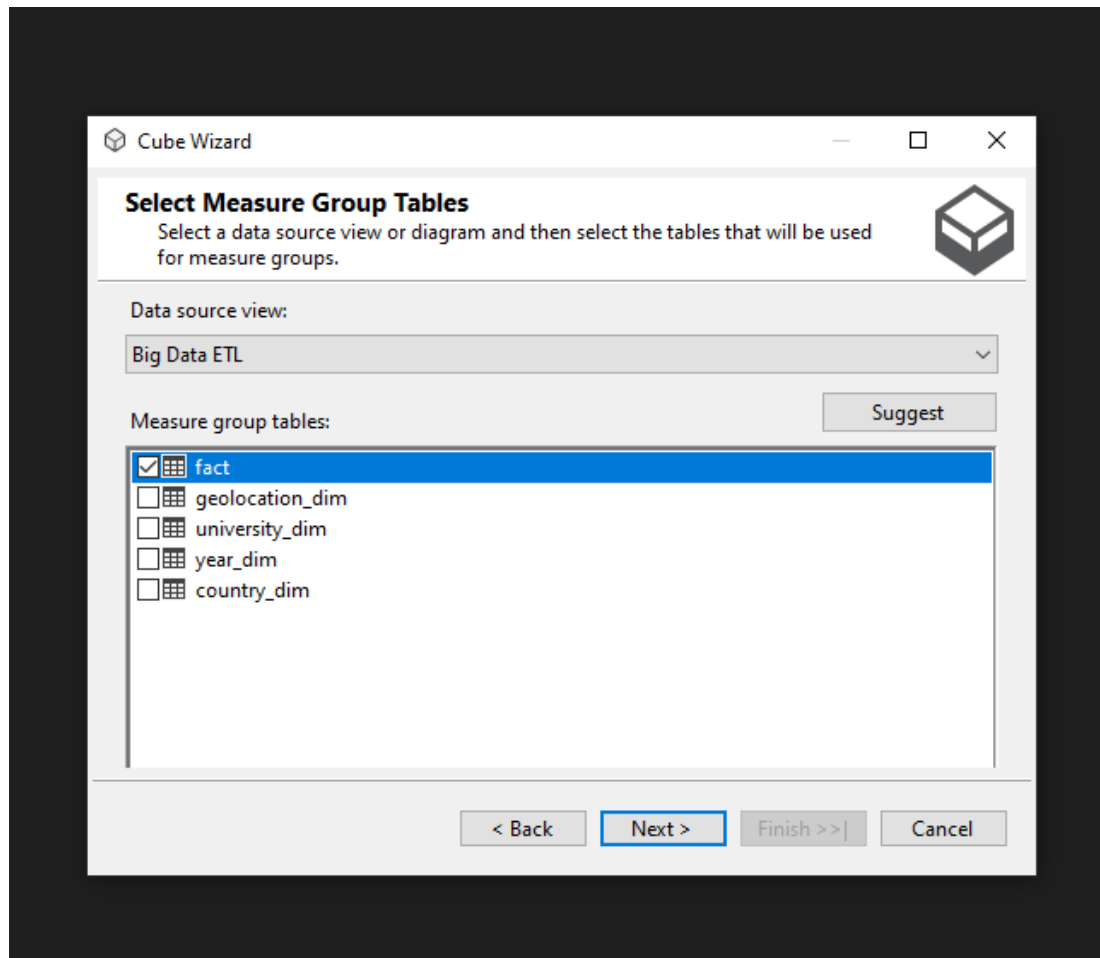 Cube Wizard
Select Measure Group Tables
Select a data source view or diagram and then select the tables that will be used
for measure groups.
Data source view:
Big Data ETL
Suggest
Measure group tables:
fact
geolocation_dim
university_dim
year_dim
country_dim
< Back
Next >
Finish >>|
Cancel